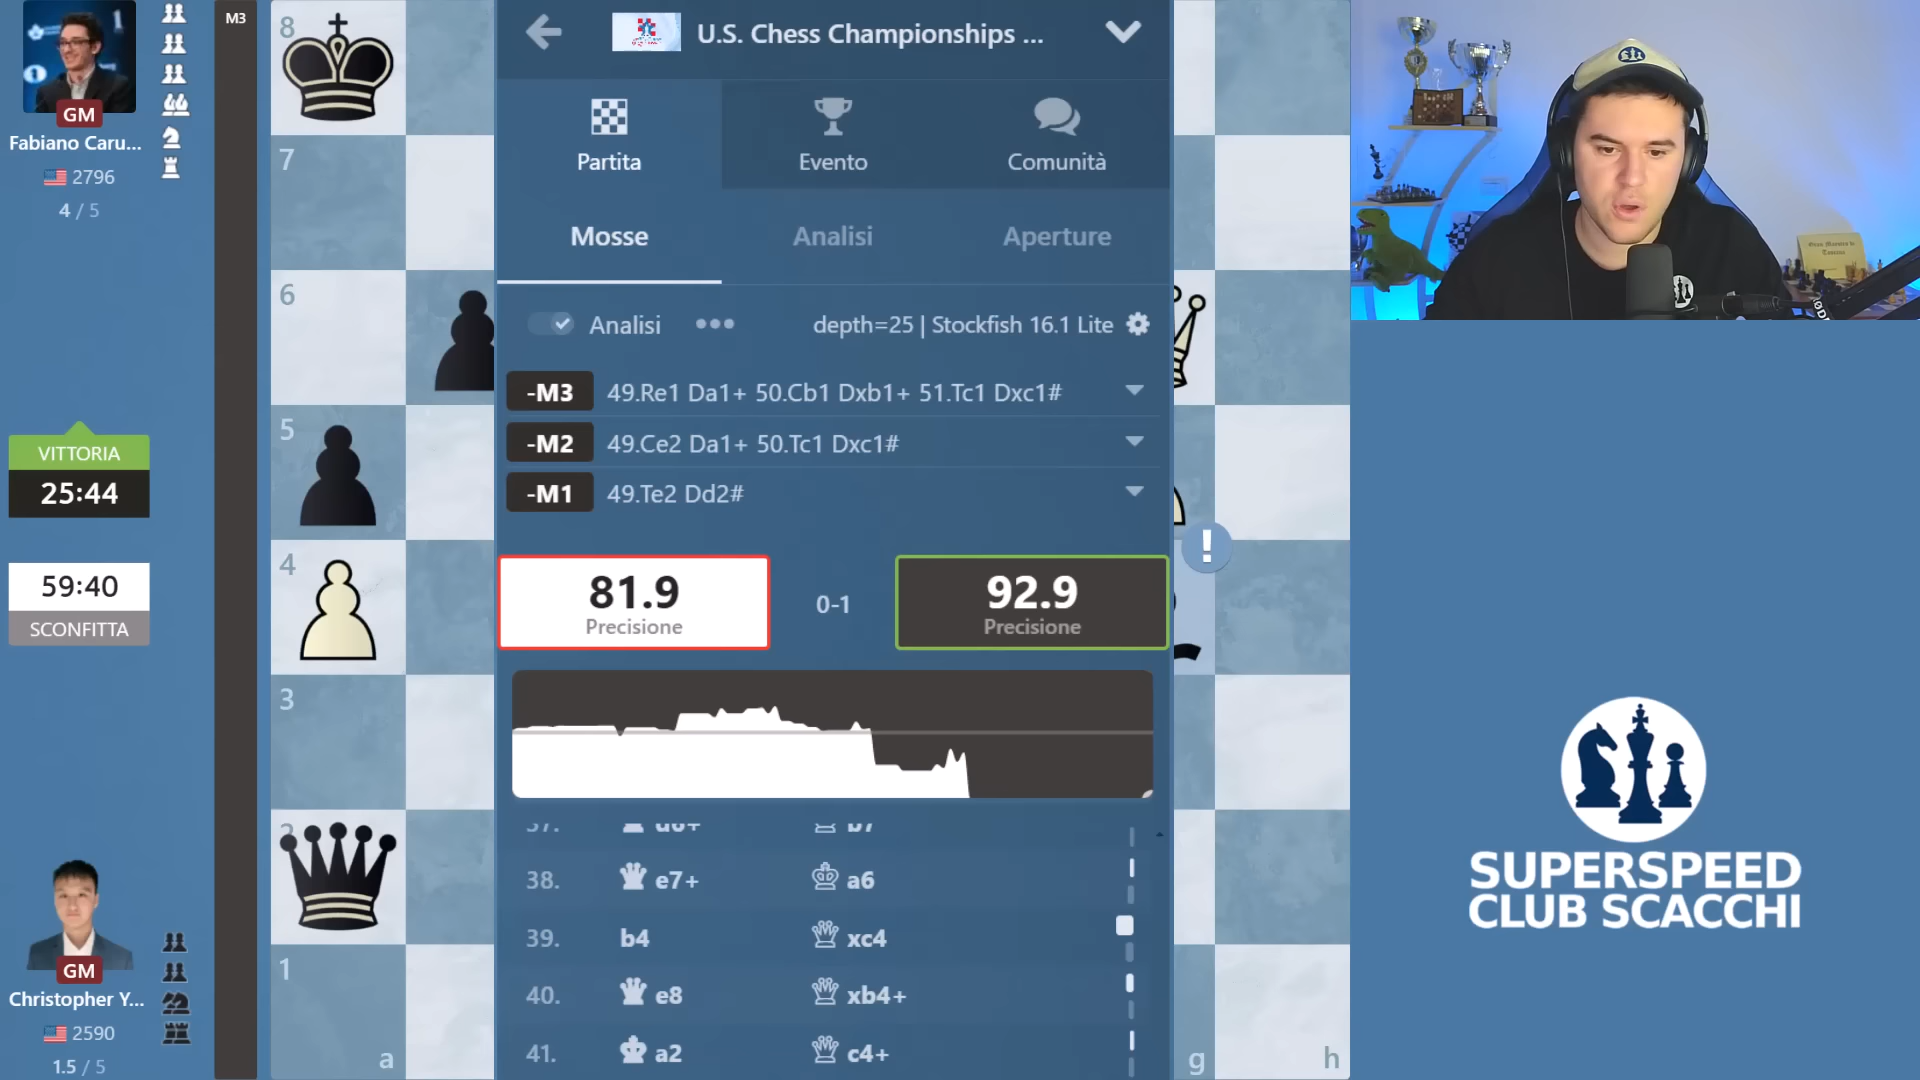 GM
Fabiano Caru...
2796
4 / 5
VITTORIA
25:44
59:40
SCONFITTA
GM
Christopher Y...
2590
1.5 / 5
M3
8
7
6
5
4
3
2
1
a
g
h
U.S. Chess Championships ...
Partita
Evento
Comunità
Mosse
Analisi
Aperture
Analisi
depth=25 | Stockfish 16.1 Lite
-M3 49.Re1 Da1+ 50.Cb1 Dxb1+ 51.Tc1 Dxc1#
-M2 49.Ce2 Da1+ 50.Tc1 Dxc1#
-M1 49.Te2 Dd2#
!
81.9
Precisione
0-1
92.9
Precisione
37. d6+ b7
38. e7+ a6
39. b4 xc4
40. e8 xb4+
41. a2 c4+
SUPERSPEED
CLUB SCACCHI